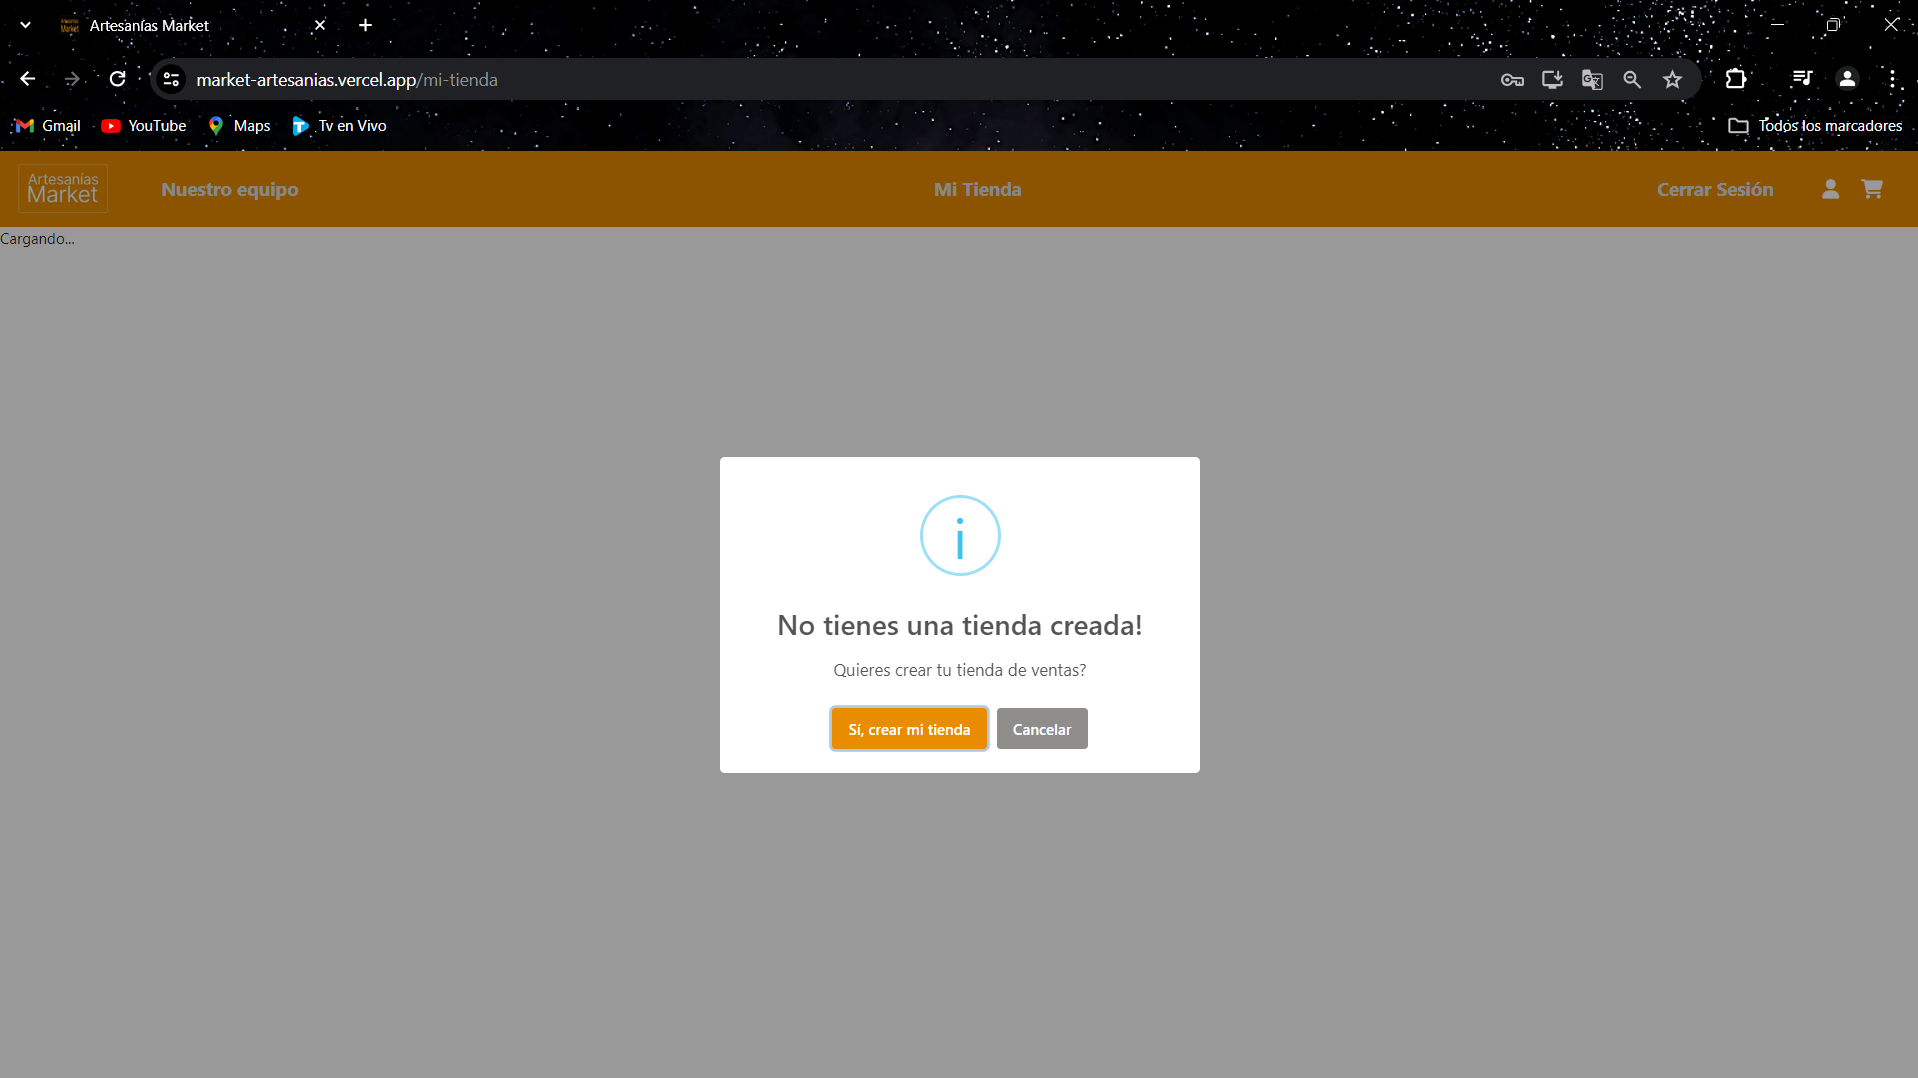 Artesanías Market
market-artesanias.vercel.app/mi-tienda
Gmail YouTube Maps Tv en Vivo Todos los marcadores
Artesanías
Market
Nuestro equipo Mi Tienda Cerrar Sesión
Cargando...
No tienes una tienda creada!
Quieres crear tu tienda de ventas?
Sí, crear mi tienda Cancelar